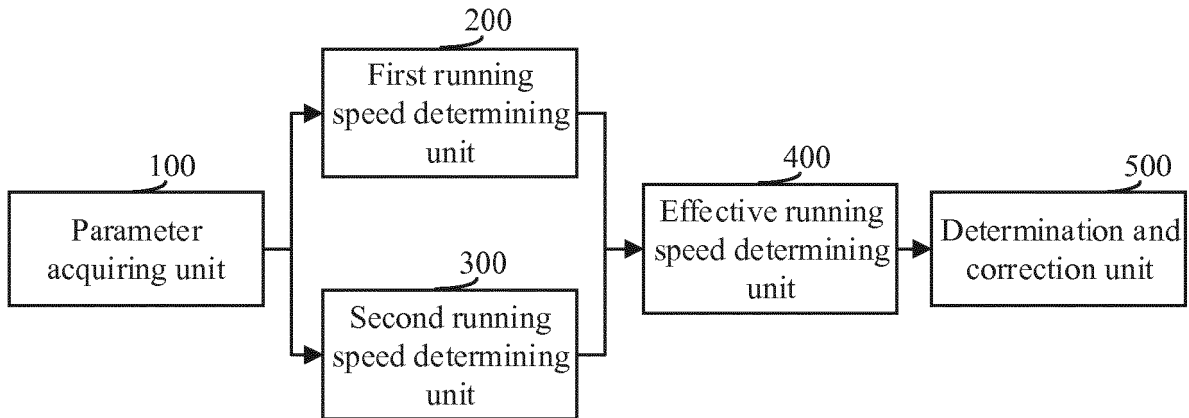 100
Parameter
acquiring unit
200
First running
speed determining
unit
300
Second running
speed determining
unit
400
Effective running
speed determining
unit
500
Determination and
correction unit